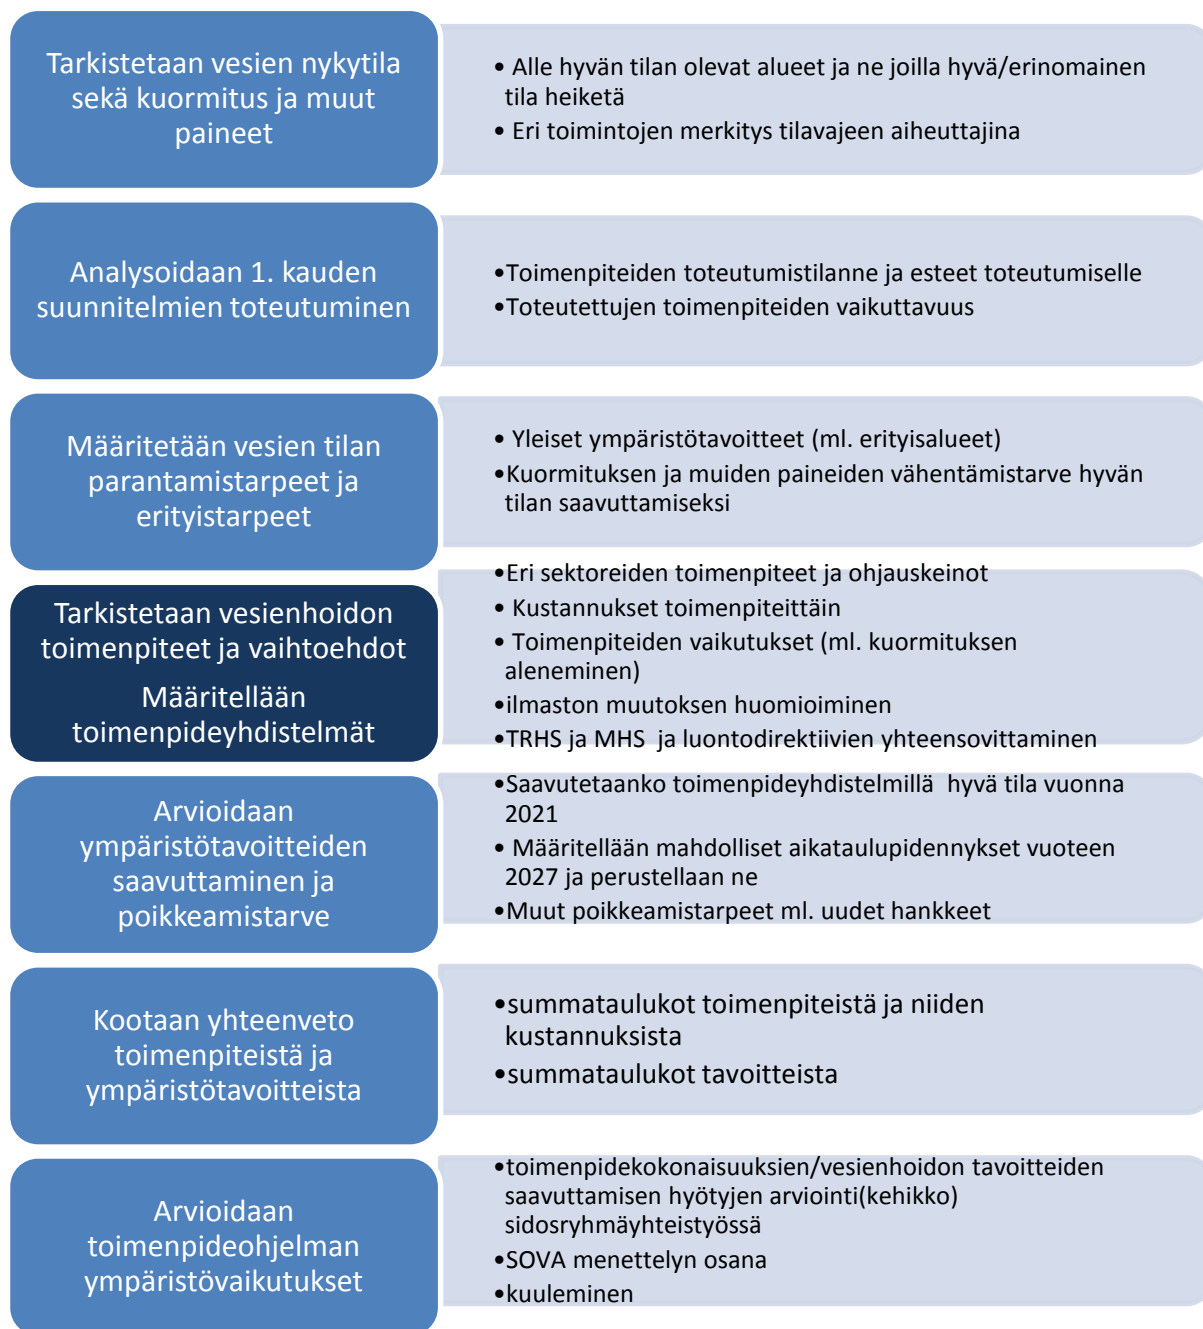 Tarkistetaan vesien nykytila
sekä kuormitus ja muut
paineet
• Alle hyvän tilan olevat alueet ja ne joilla hyvä/erinomainen
tila heiketä
• Eri toimintojen merkitys tilavajeen aiheuttajina
Analysoidaan 1. kauden
suunnitelmien toteutuminen
•Toimenpiteiden toteutumistilanne ja esteet toteutumiselle
•Toteutettujen toimenpiteiden vaikuttavuus
Määritetään vesien tilan
parantamistarpeet ja
erityistarpeet
• Yleiset ympäristötavoitteet (ml. erityisalueet)
•Kuormituksen ja muiden paineiden vähentämistarve hyvän
tilan saavuttamiseksi
Tarkistetaan vesienhoidon
toimenpiteet ja vaihtoehdot
Määritellään
toimenpideyhdistelmät
•Eri sektoreiden toimenpiteet ja ohjauskeinot
• Kustannukset toimenpiteittäin
• Toimenpiteiden vaikutukset (ml. kuormituksen
aleneminen)
•ilmaston muutoksen huomioiminen
•TRHS ja MHS ja luontodirektiivien yhteensovittaminen
Arvioidaan
ympäristötavoitteiden
saavuttaminen ja
poikkeamistarve
•Saavutetaanko toimenpideyhdistelmillä hyvä tila vuonna
2021
• Määritellään mahdolliset aikataulupidennykset vuoteen
2027 ja perustellaan ne
•Muut poikkeamistarpeet ml. uudet hankkeet
Kootaan yhteenveto
toimenpiteistä ja
ympäristötavoitteista
•summataulukot toimenpiteistä ja niiden
kustannuksista
•summataulukot tavoitteista
Arvioidaan
toimenpideohjelman
ympäristövaikutukset
•toimenpidekokonaisuuksien/vesienhoidon tavoitteiden
saavuttamisen hyötyjen arviointi(kehikko)
sidosryhmäyhteistyössä
•SOVA menettelyn osana
•kuuleminen